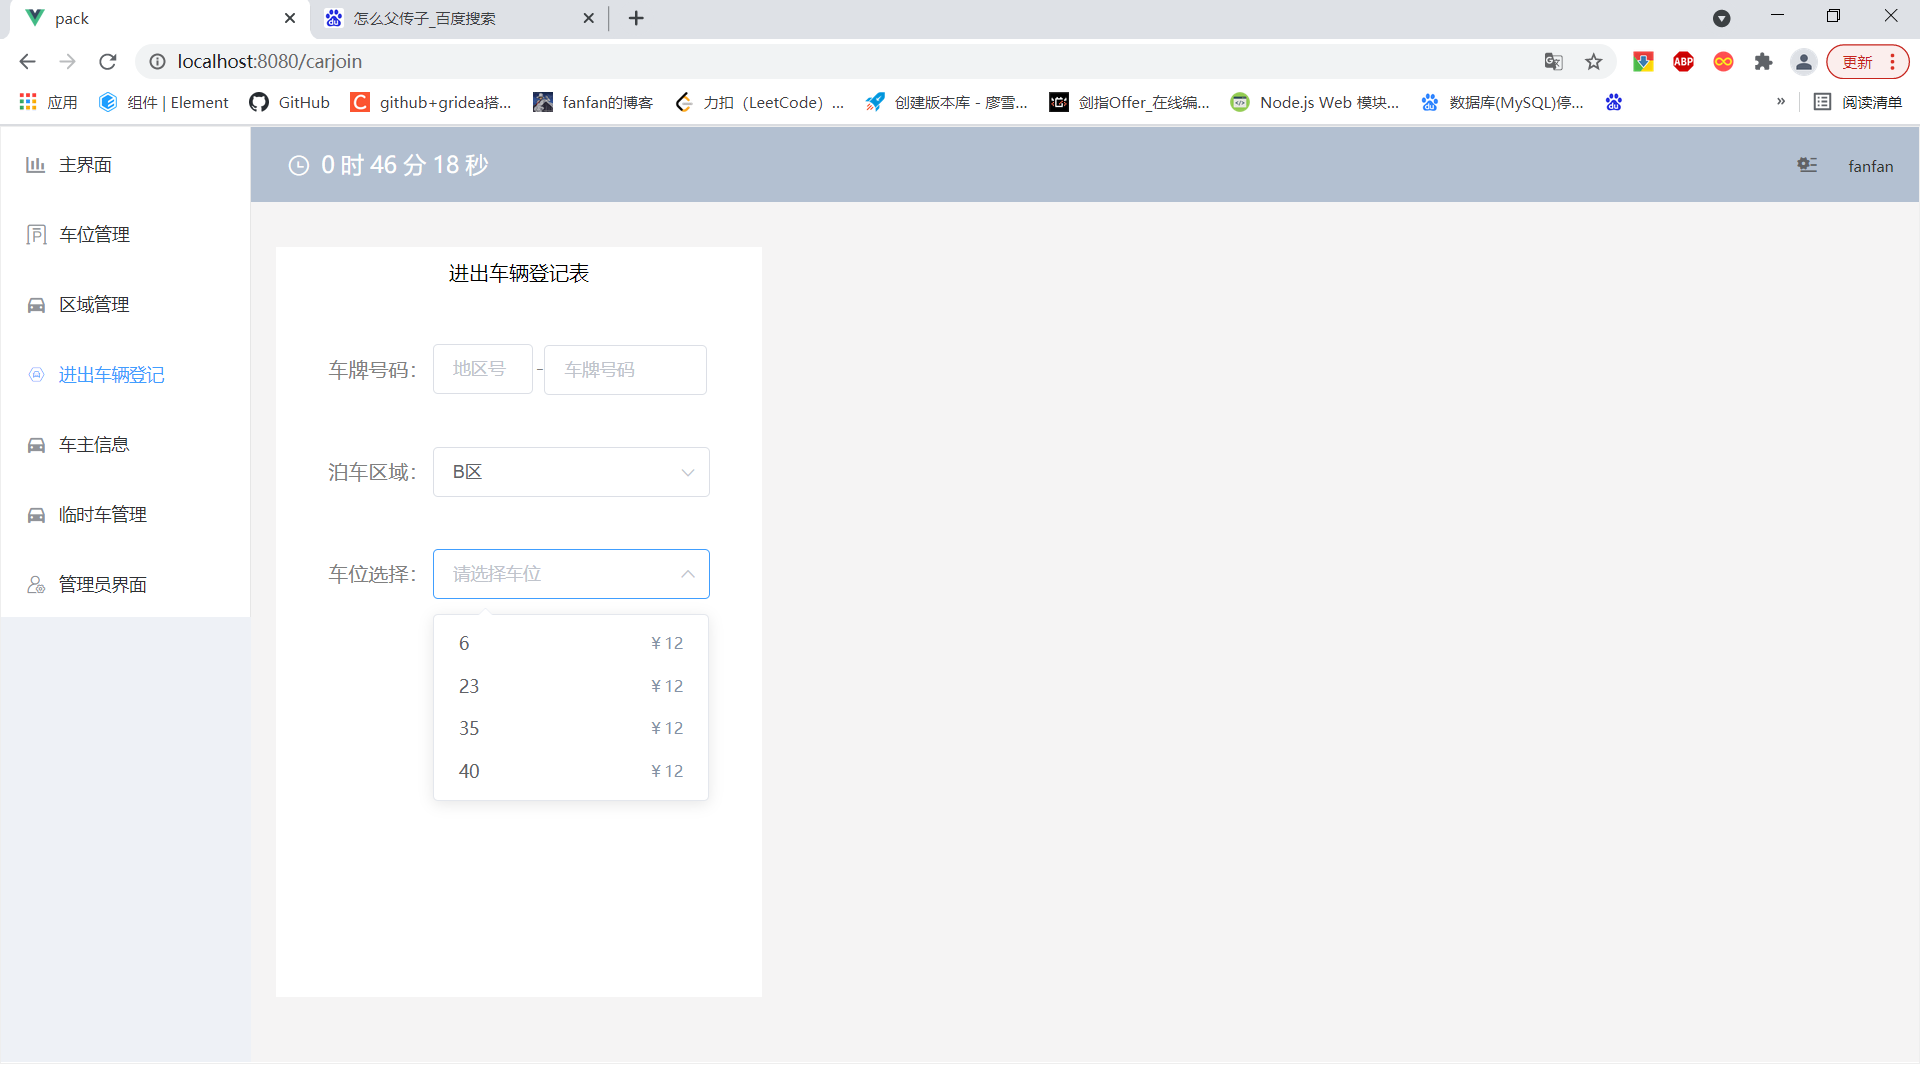 pack
怎么父传子_百度搜索
localhost:8080/carjoin
更新
应用
组件 | Element
GitHub
github+gridea搭...
fanfan的博客
力扣（LeetCode）...
创建版本库 - 廖雪...
剑指Offer_在线编...
Node.js Web 模块...
数据库(MySQL)停...
»
阅读清单
主界面
车位管理
区域管理
进出车辆登记
车主信息
临时车管理
管理员界面
0 时 46 分 18 秒
fanfan
进出车辆登记表
车牌号码： 地区号 - 车牌号码
泊车区域： B区
车位选择： 请选择车位
6 ￥12
23 ￥12
35 ￥12
40 ￥12